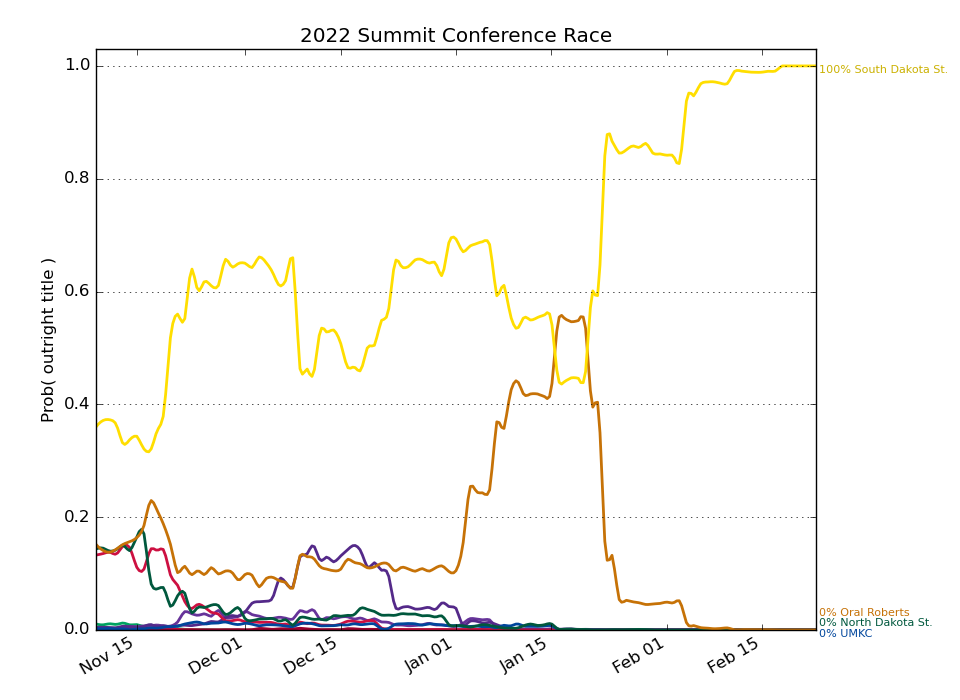 2022 Summit Conference Race
1.0
0.8
0.6
0.4
0.2
0.0
Prob( outright title )
Nov 15
Dec 01
Dec 15
Jan 01
Jan 15
Feb 01
Feb 15
100% South Dakota St.
0% Oral Roberts
0% North Dakota St.
0% UMKC